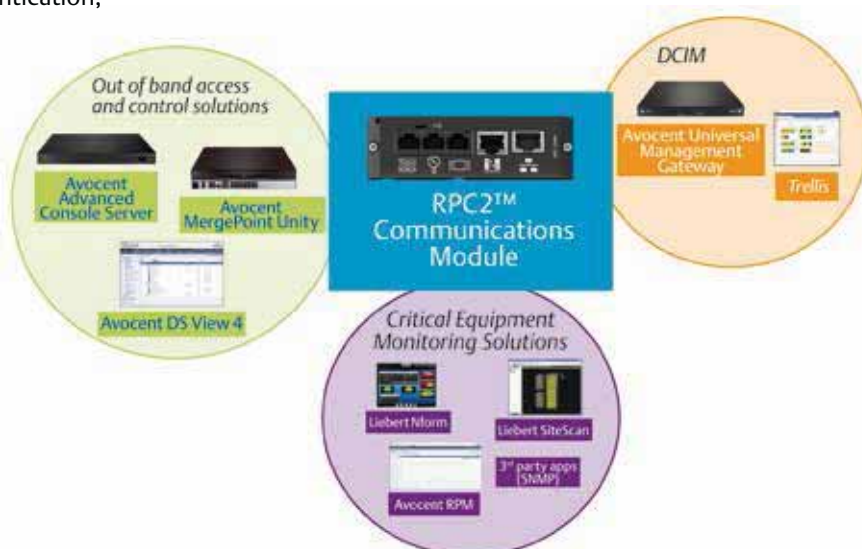 ntication,
Out of band access
and control solutions
Avocent
Advanced
Console Server
Avocent
MergePoint Unity
Avocent DS View 4
RPC2™
Communications
Module
DCIM
Avocent Universal
Management
Gateway
Trellis
Critical Equipment
Monitoring Solutions
Liebert Nform
Liebert SiteScan
Avocent RPM
3rd party apps
(SNMP)